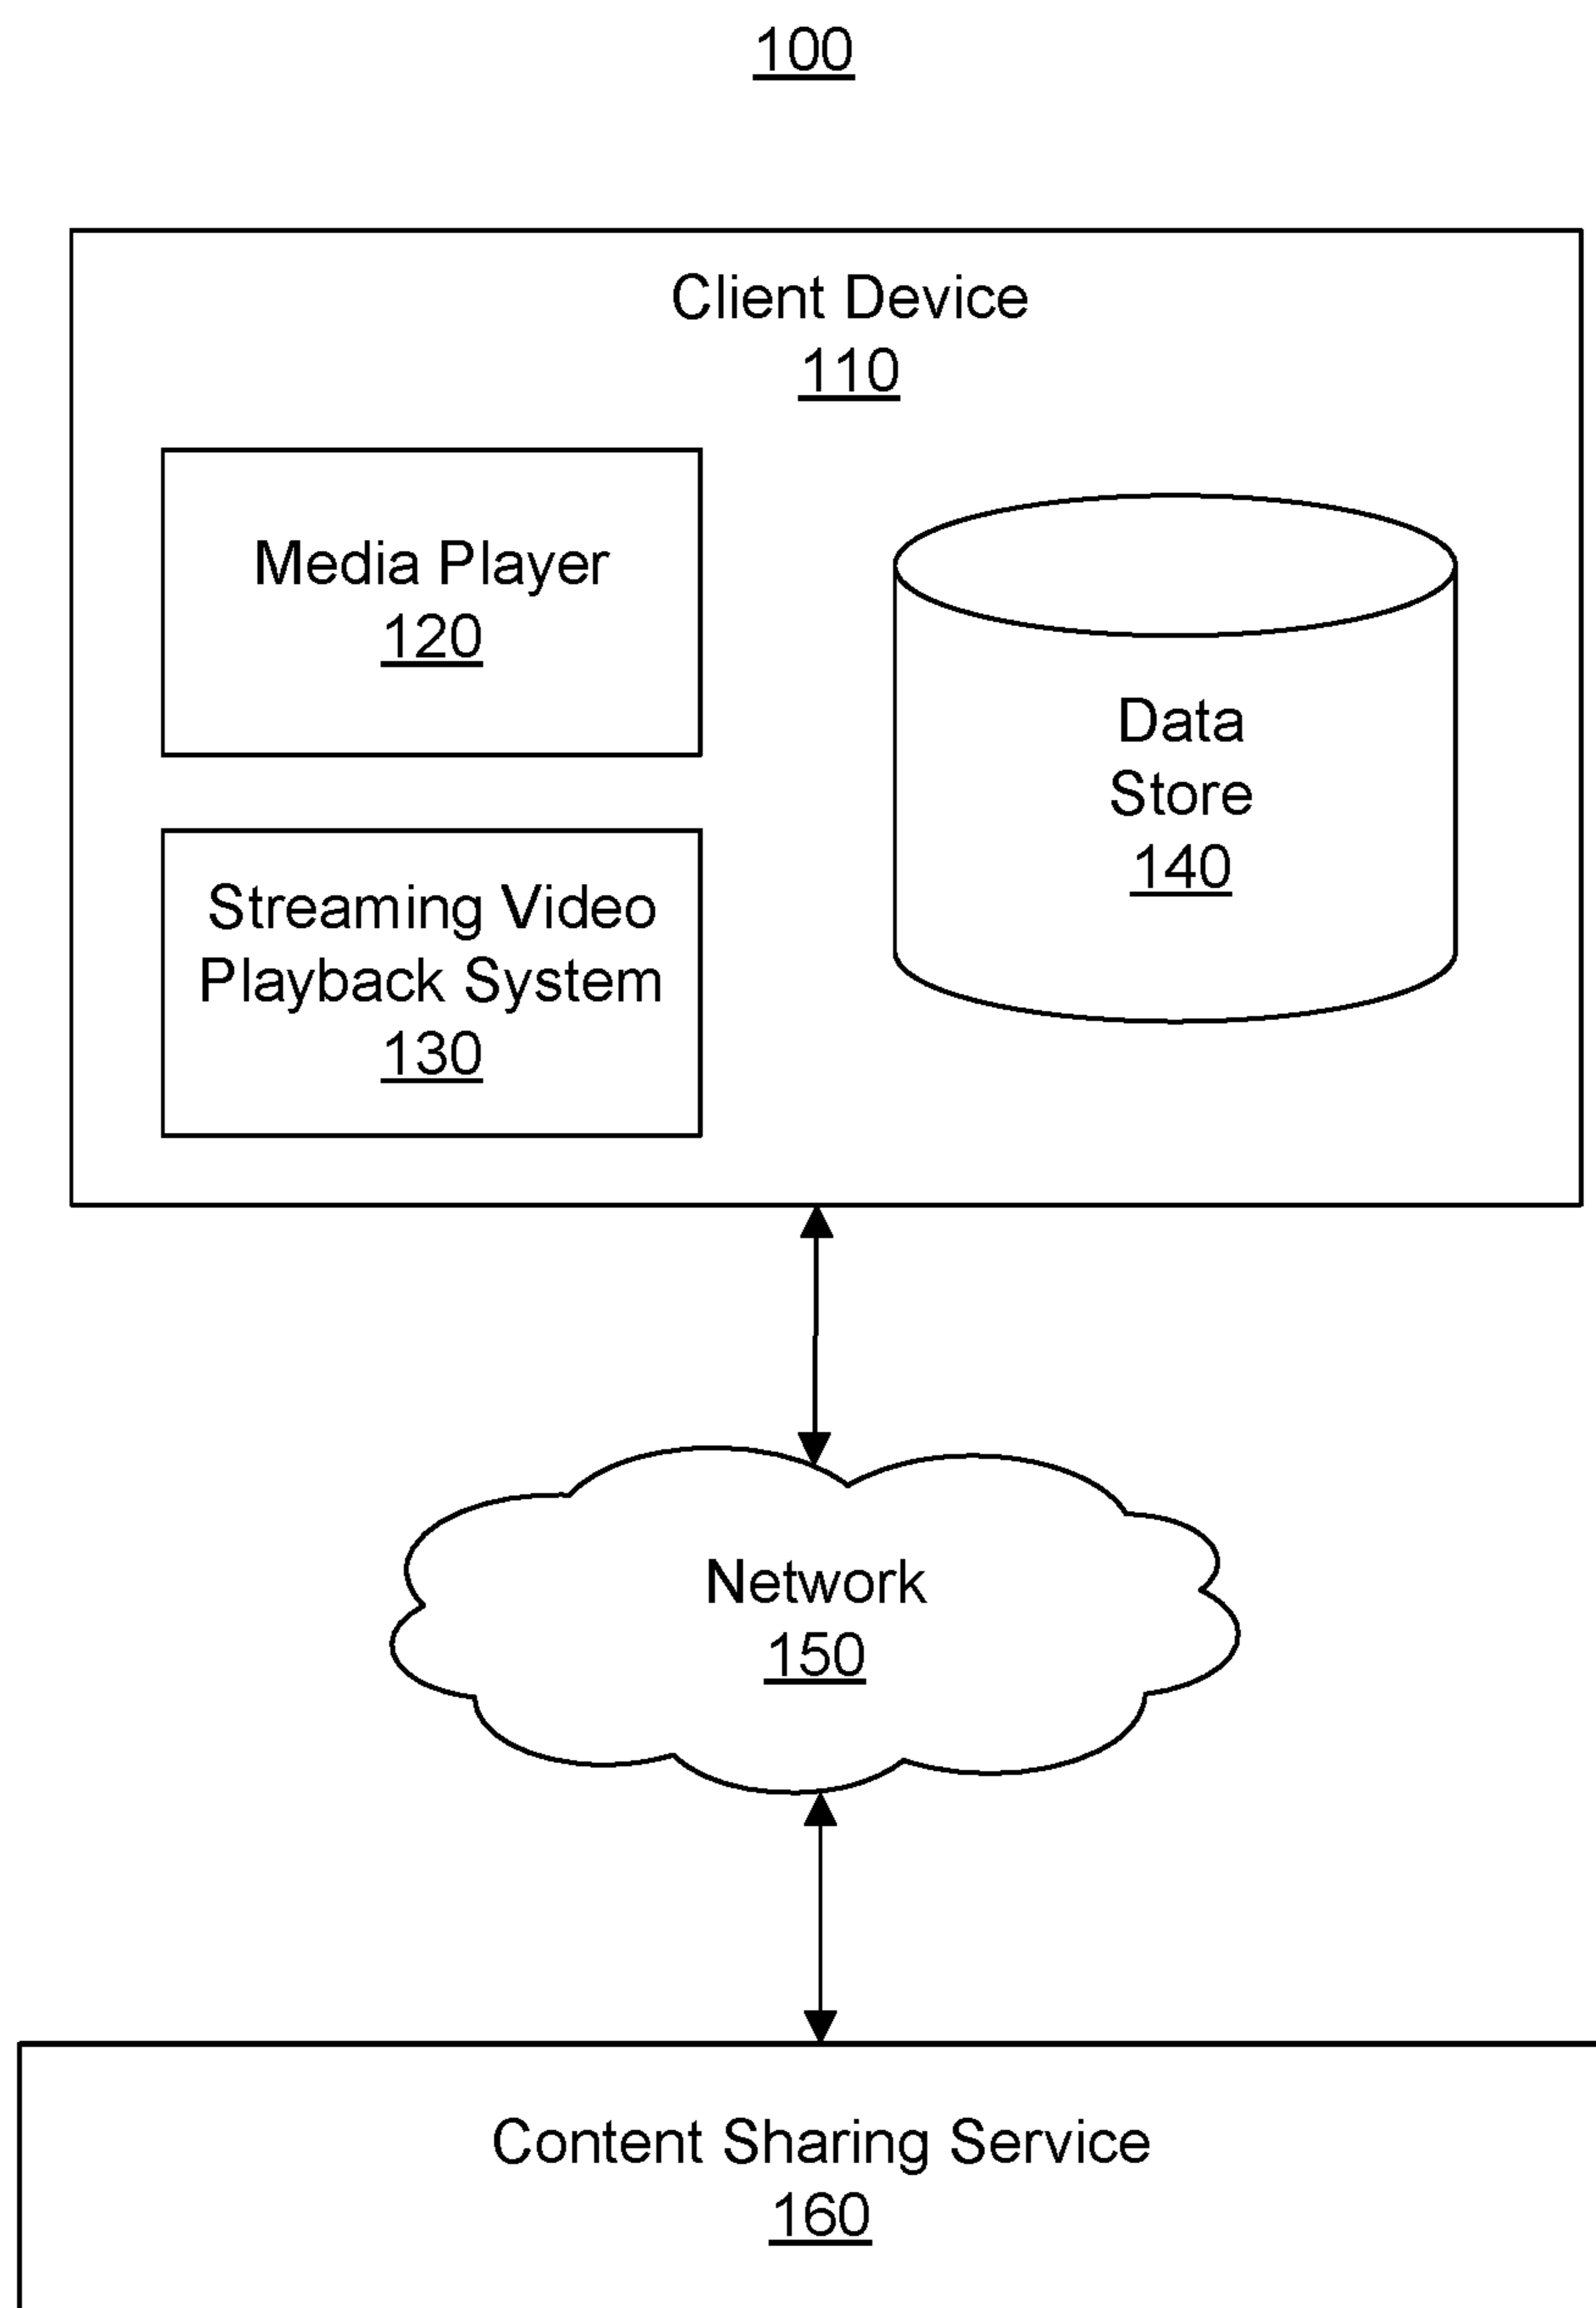 100
Client Device
110
Media Player
120
Streaming Video
Playback System
130
Data
Store
140
Network
150
Content Sharing Service
160